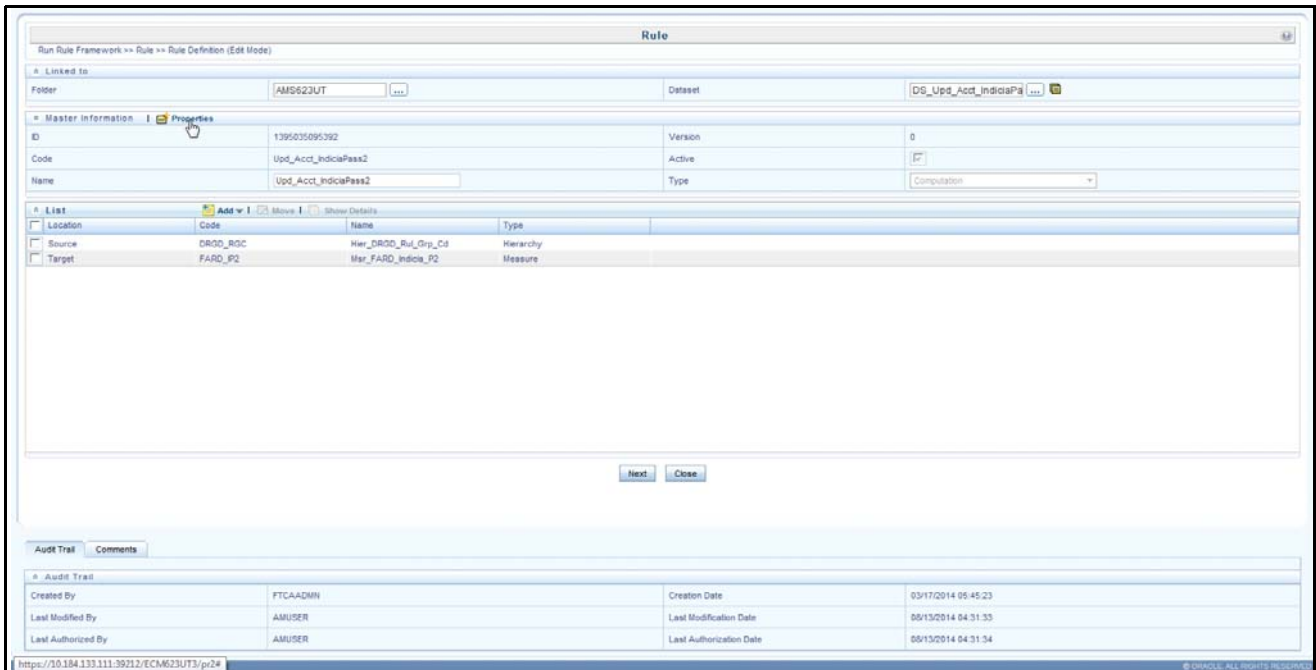 Rule
Run Rule Framework >> Rule >> Rule Definition (Edit Mode)
Linked to
Folder AMS623UT ... Dataset DS_Upd_Acct_IndiciaPa ...
Master Information | Properties
ID 1395035095392 Version 0
Code Upd_Acct_IndiciaPass2 Active
Name Upd_Acct_IndiciaPass2 Type Computation
List Add | Move | Show Details
Location Code Name Type
Source DRGD_RGC Hier_DRGD_Rul_Grp_Cd Hierarchy
Target FARD_IP2 Msr_FARD_Indicia_P2 Measure
Next Close
Audit Trail Comments
Audit Trail
Created By FTCAADMN Creation Date 03/17/2014 05:45:23
Last Modified By AMUSER Last Modification Date 08/13/2014 04:31:33
Last Authorized By AMUSER Last Authorization Date 08/13/2014 04:31:34
https://10.184.133.111:39212/ECM623UT3/pr2#
© ORACLE. ALL RIGHTS RESERVED